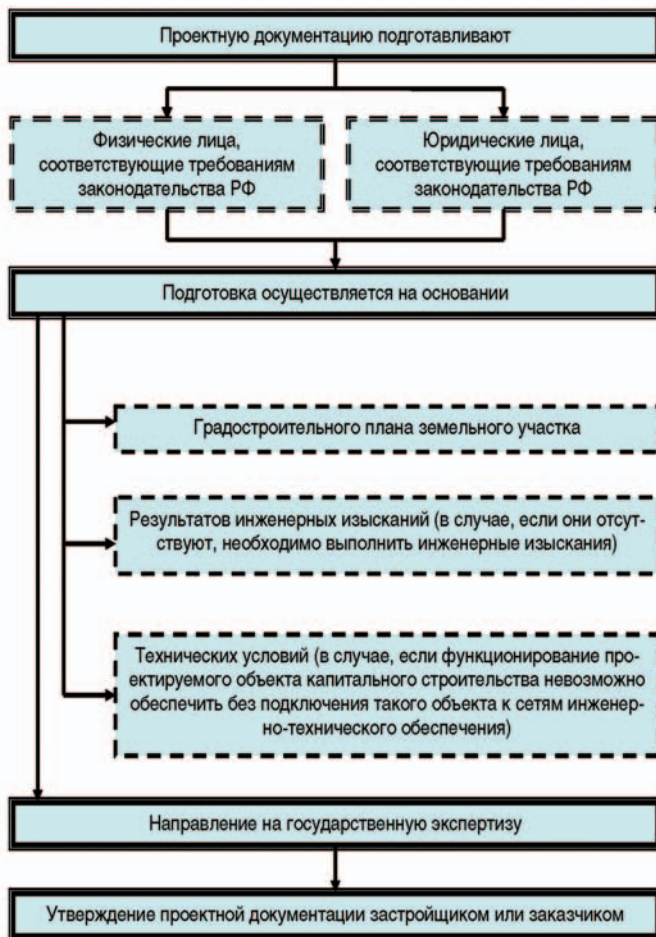 Проектную документацию подготавливают
Физические лица,
соответствующие требованиям
законодательства РФ
Юридические лица,
соответствующие требованиям
законодательства РФ
Подготовка осуществляется на основании
Градостроительного плана земельного участка
Результатов инженерных изысканий (в случае, если они отсут-
ствуют, необходимо выполнить инженерные изыскания)
Технических условий (в случае, если функционирование про-
ектируемого объекта капитального строительства невозможно
обеспечить без подключения такого объекта к сетям инженер-
но-технического обеспечения)
Направление на государственную экспертизу
Утверждение проектной документации застройщиком или заказчиком